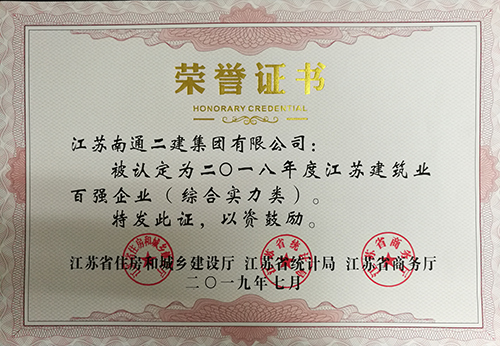 荣誉证书
HONORARY CREDENTIAL
江苏南通二建集团有限公司：
被认定为二〇一八年度江苏建筑业
百强企业（综合实力类）。
特发此证，以资鼓励。
江苏省住房和城乡建设厅 江苏省统计局 江苏省商务厅
二〇一九年七月